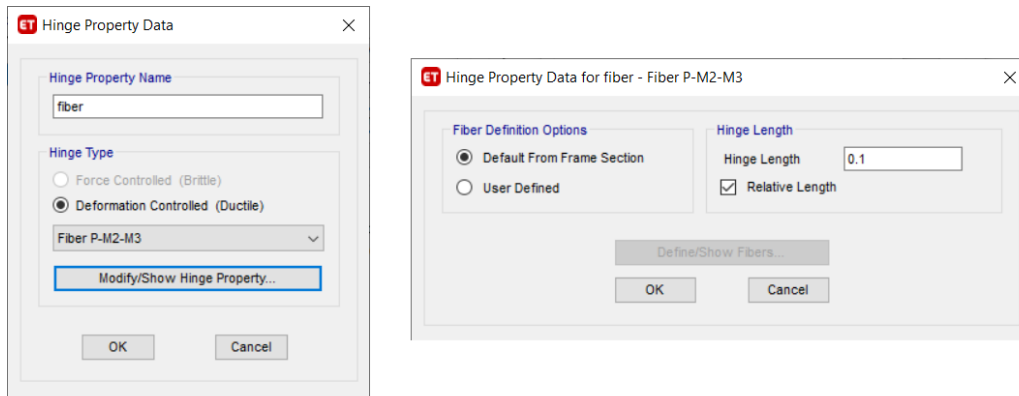 ET Hinge Property Data
Hinge Property Name
fiber
Hinge Type
Force Controlled (Brittle)
Deformation Controlled (Ductile)
Fiber P-M2-M3
Modify/Show Hinge Property...
OK Cancel
ET Hinge Property Data for fiber - Fiber P-M2-M3
Fiber Definition Options
Default From Frame Section
User Defined
Hinge Length
Hinge Length 0.1
Relative Length
Define/Show Fibers...
OK Cancel